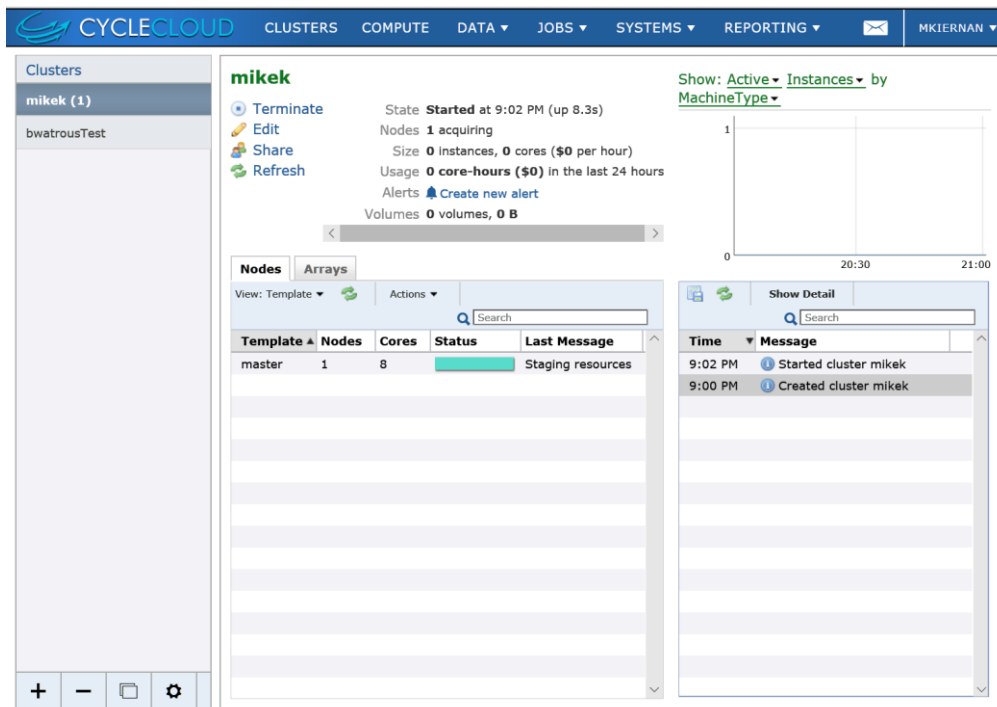 CYCLECLOUD CLUSTERS COMPUTE DATA ▼ JOBS ▼ SYSTEMS ▼ REPORTING ▼ MKIERNAN ▼
Clusters
mikek (1)
bwatrousTest
mikek
Terminate
Edit
Share
Refresh
State Started at 9:02 PM (up 8.3s)
Nodes 1 acquiring
Size 0 instances, 0 cores ($0 per hour)
Usage 0 core-hours ($0) in the last 24 hours
Alerts Create new alert
Volumes 0 volumes, 0 B
Show: Active Instances by
MachineType
1
0
20:30 21:00
Nodes Arrays
View: Template ▼ Actions ▼
Search
Template ▲ Nodes Cores Status Last Message
master 1 8 Staging resources
Show Detail
Search
Time ▼ Message
9:02 PM Started cluster mikek
9:00 PM Created cluster mikek